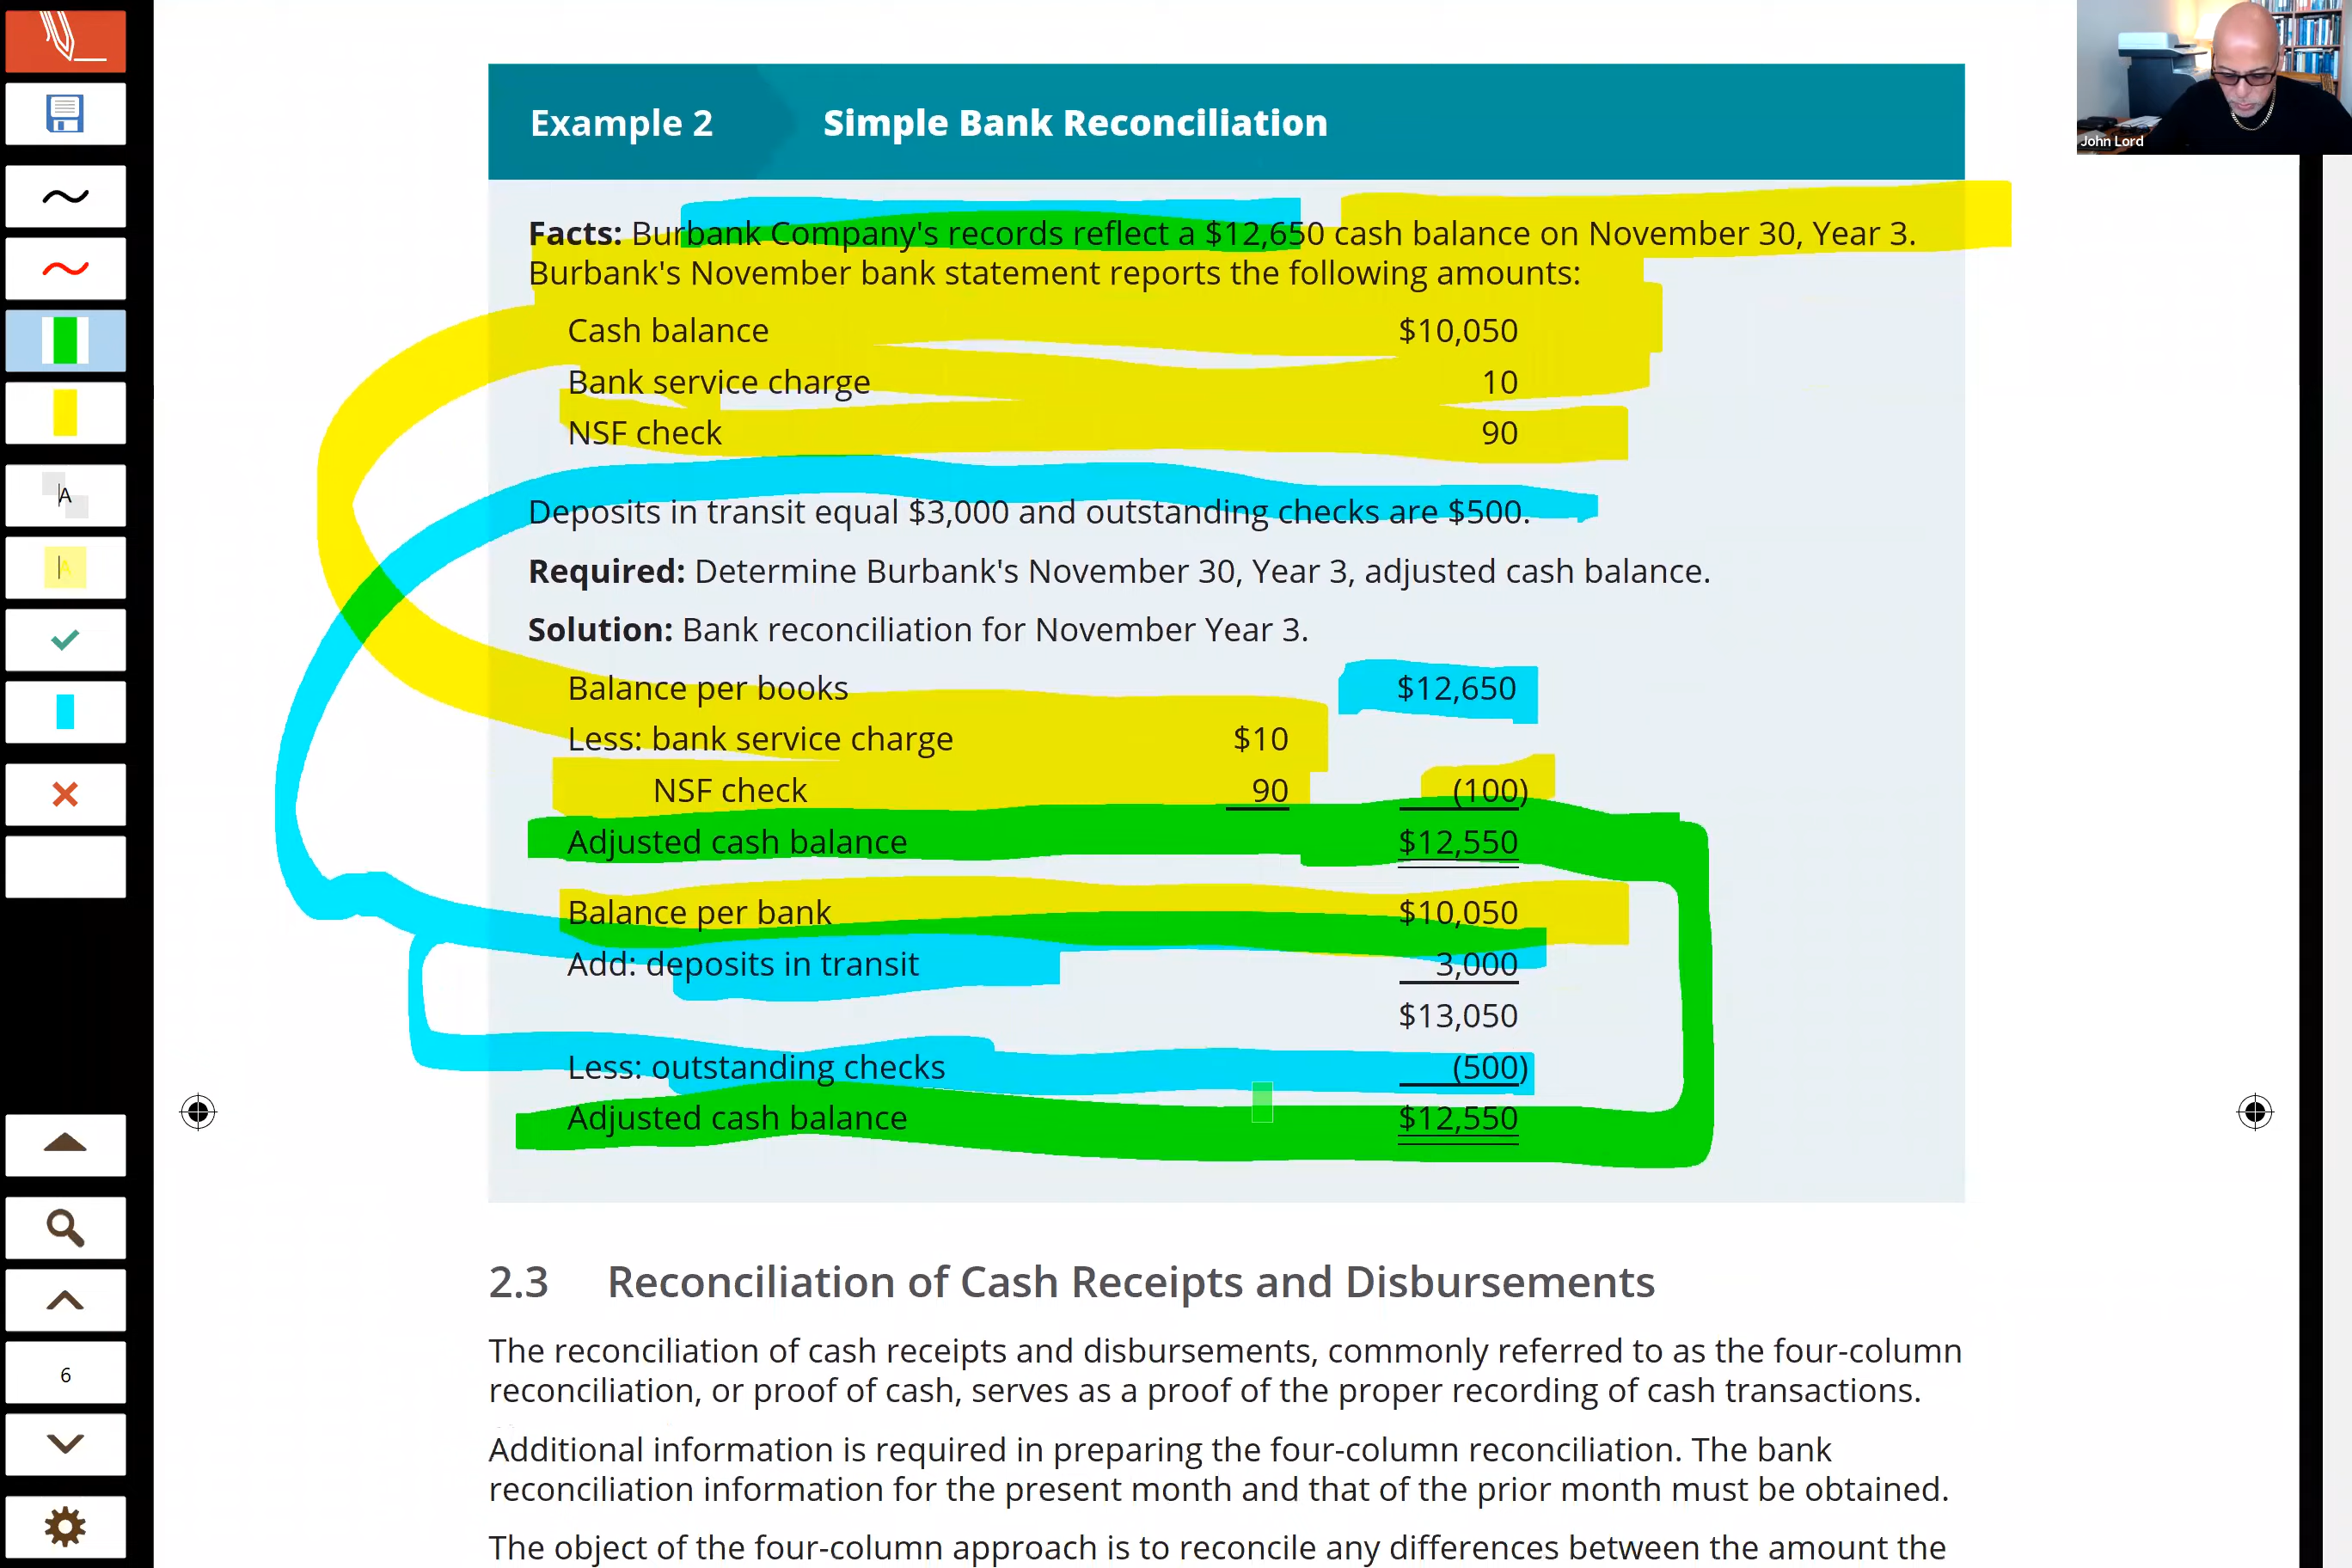 John Lord
Example 2 Simple Bank Reconciliation
Facts: Burbank Company's records reflect a $12,650 cash balance on November 30, Year 3.
Burbank's November bank statement reports the following amounts:
Cash balance $10,050
Bank service charge 10
NSF check 90
Deposits in transit equal $3,000 and outstanding checks are $500.
Required: Determine Burbank's November 30, Year 3, adjusted cash balance.
Solution: Bank reconciliation for November Year 3.
Balance per books $12,650
Less: bank service charge $10
NSF check 90 (100)
Adjusted cash balance $12,550
Balance per bank $10,050
Add: deposits in transit 3,000
$13,050
Less: outstanding checks (500)
Adjusted cash balance $12,550
2.3 Reconciliation of Cash Receipts and Disbursements
The reconciliation of cash receipts and disbursements, commonly referred to as the four-column
reconciliation, or proof of cash, serves as a proof of the proper recording of cash transactions.
Additional information is required in preparing the four-column reconciliation. The bank
reconciliation information for the present month and that of the prior month must be obtained.
The object of the four-column approach is to reconcile any differences between the amount the
A
A
6